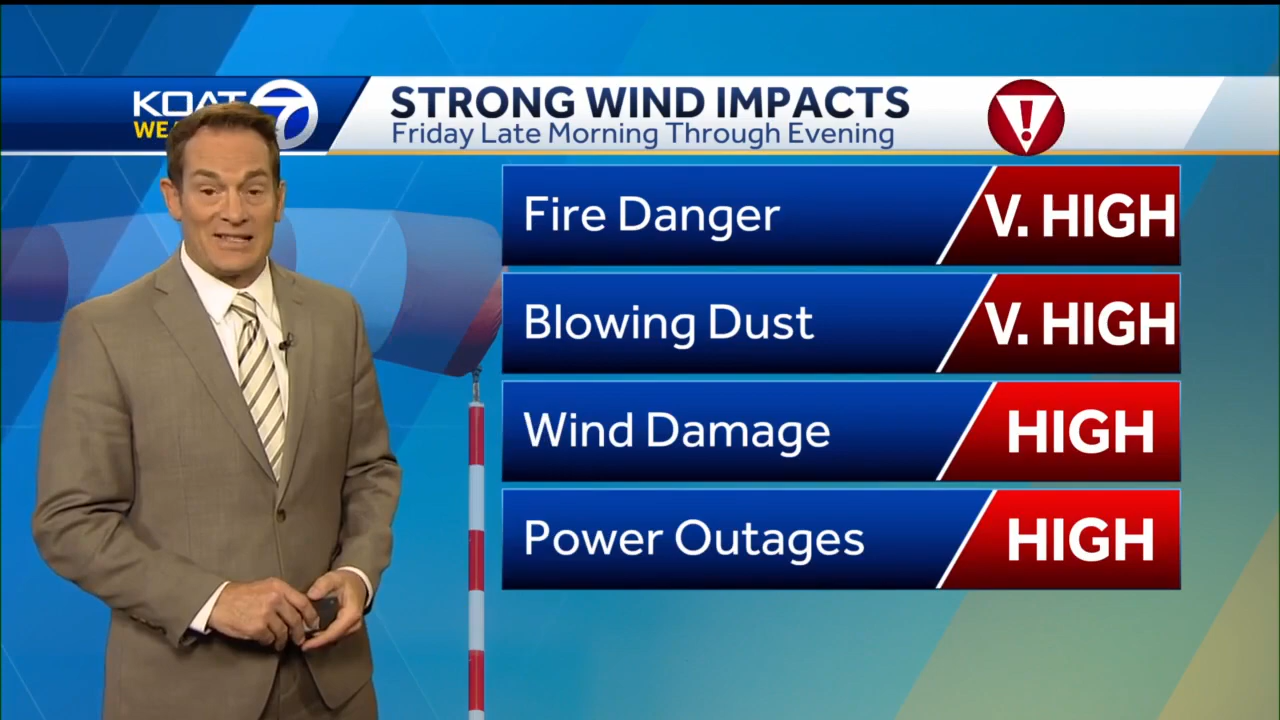 KOAT 7
STRONG WIND IMPACTS
Friday Late Morning Through Evening
Fire Danger V. HIGH
Blowing Dust V. HIGH
Wind Damage HIGH
Power Outages HIGH